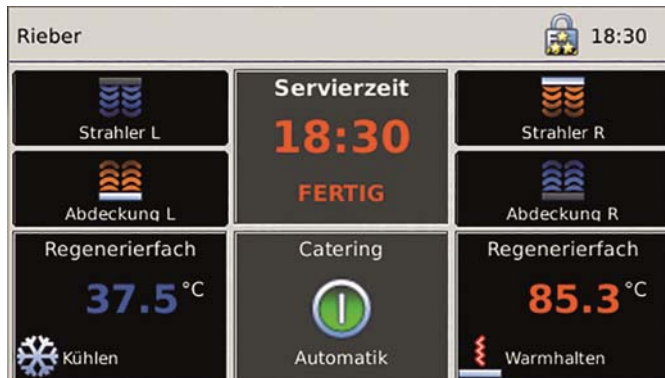 Rieber
18:30
Strahler L
Servierzeit
18:30
FERTIG
Strahler R
Abdeckung L
Abdeckung R
Regenerierfach
37.5 °C
Kühlen
Catering
Automatik
Regenerierfach
85.3 °C
Warmhalten